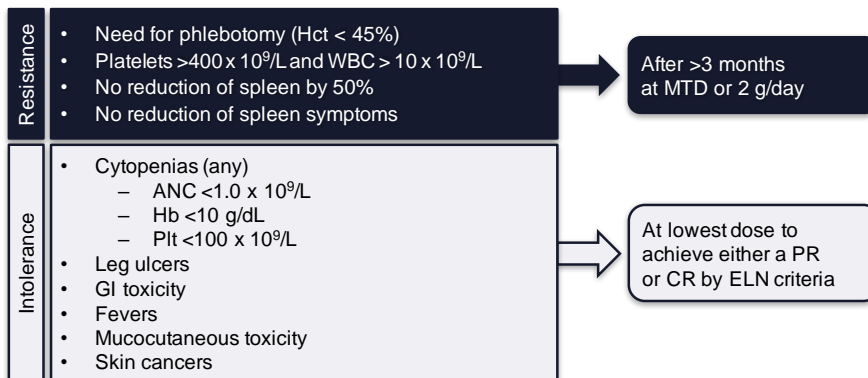 Resistance
• Need for phlebotomy (Hct < 45%)
• Platelets >400 x 10⁹/L and WBC > 10 x 10⁹/L
• No reduction of spleen by 50%
• No reduction of spleen symptoms
After >3 months
at MTD or 2 g/day
Intolerance
• Cytopenias (any)
– ANC <1.0 x 10⁹/L
– Hb <10 g/dL
– Plt <100 x 10⁹/L
• Leg ulcers
• GI toxicity
• Fevers
• Mucocutaneous toxicity
• Skin cancers
At lowest dose to
achieve either a PR
or CR by ELN criteria